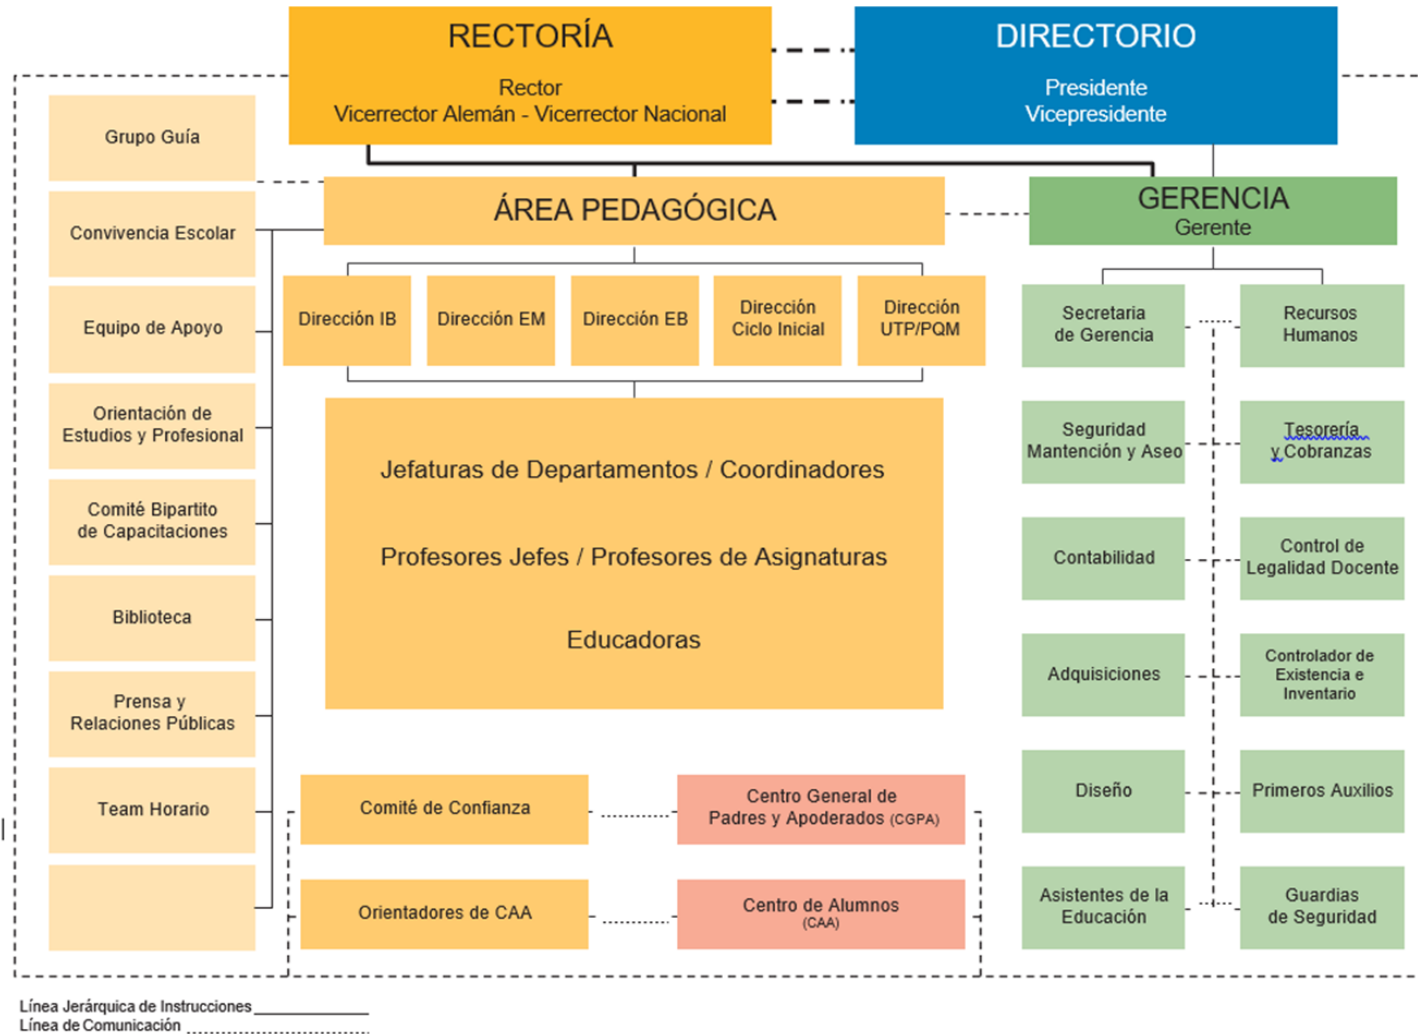 RECTORÍA
Rector
Vicerrector Alemán - Vicerrector Nacional
DIRECTORIO
Presidente
Vicepresidente
Grupo Guía
Convivencia Escolar
Equipo de Apoyo
Orientación de
Estudios y Profesional
Comité Bipartito
de Capacitaciones
Biblioteca
Prensa y
Relaciones Públicas
Team Horario
ÁREA PEDAGÓGICA
Dirección IB
Dirección EM
Dirección EB
Dirección
Ciclo Inicial
Dirección
UTP/PQM
Jefaturas de Departamentos / Coordinadores
Profesores Jefes / Profesores de Asignaturas
Educadoras
Comité de Confianza
Centro General de
Padres y Apoderados (CGPA)
Orientadores de CAA
Centro de Alumnos
(CAA)
GERENCIA
Gerente
Secretaria
de Gerencia
Recursos
Humanos
Seguridad
Mantención y Aseo
Tesorería
y Cobranzas
Contabilidad
Control de
Legalidad Docente
Adquisiciones
Controlador de
Existencia e
Inventario
Diseño
Primeros Auxilios
Asistentes de la
Educación
Guardias
de Seguridad
Línea Jerárquica de Instrucciones
Línea de Comunicación